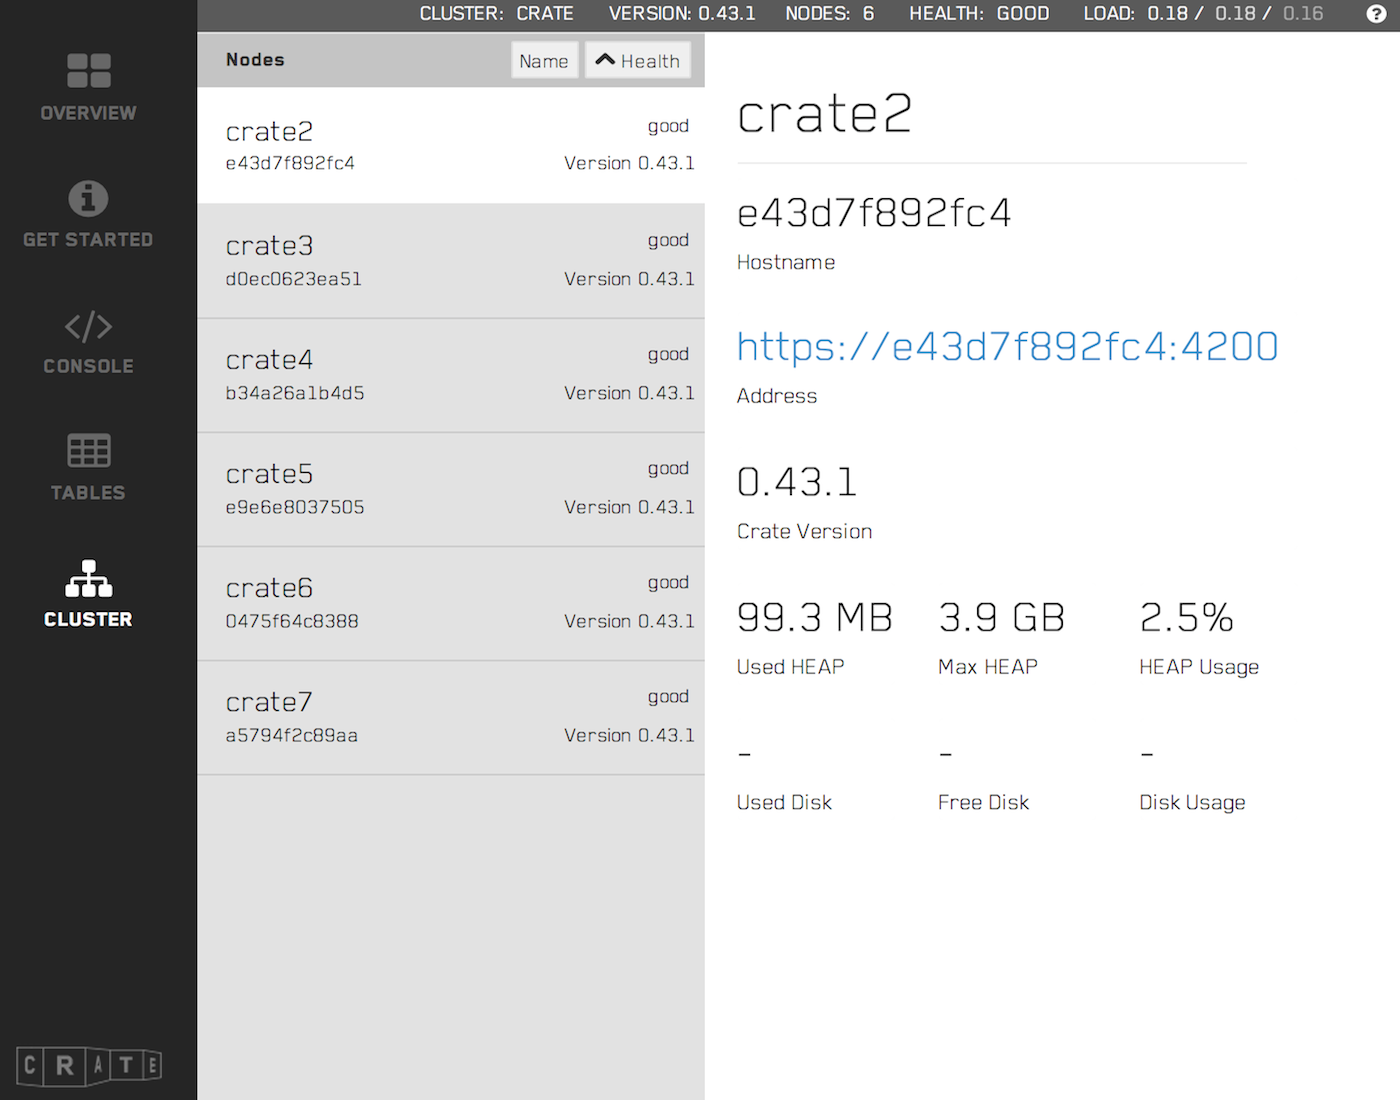 CLUSTER: CRATE VERSION: 0.43.1 NODES: 6 HEALTH: GOOD LOAD: 0.18 / 0.18 / 0.16 ?
OVERVIEW
GET STARTED
CONSOLE
TABLES
CLUSTER
CRATE
Nodes Name Health
crate2 good
e43d7f892fc4 Version 0.43.1
crate3 good
d0ec0623ea51 Version 0.43.1
crate4 good
b34a26a1b4d5 Version 0.43.1
crate5 good
e9e6e8037505 Version 0.43.1
crate6 good
0475f64c8388 Version 0.43.1
crate7 good
a5794f2c89aa Version 0.43.1
crate2
e43d7f892fc4
Hostname
https://e43d7f892fc4:4200
Address
0.43.1
Crate Version
99.3 MB 3.9 GB 2.5%
Used HEAP Max HEAP HEAP Usage
- - -
Used Disk Free Disk Disk Usage